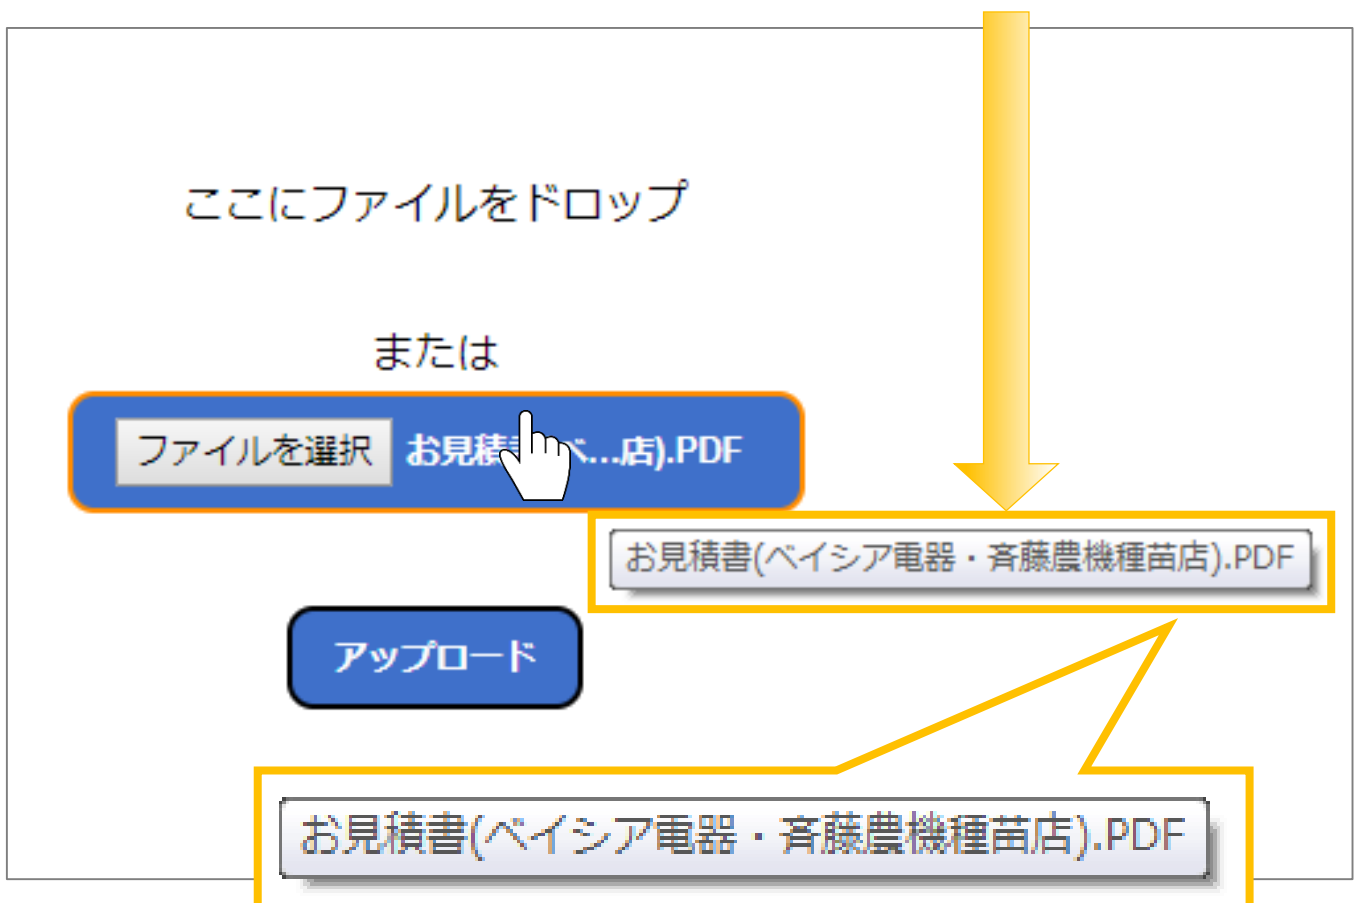 ここにファイルをドロップ
または
ファイルを選択 お見積 ベ...店).PDF
お見積書(ベイシア電器・斉藤農機種苗店).PDF
アップロード
お見積書(ベイシア電器・斉藤農機種苗店).PDF